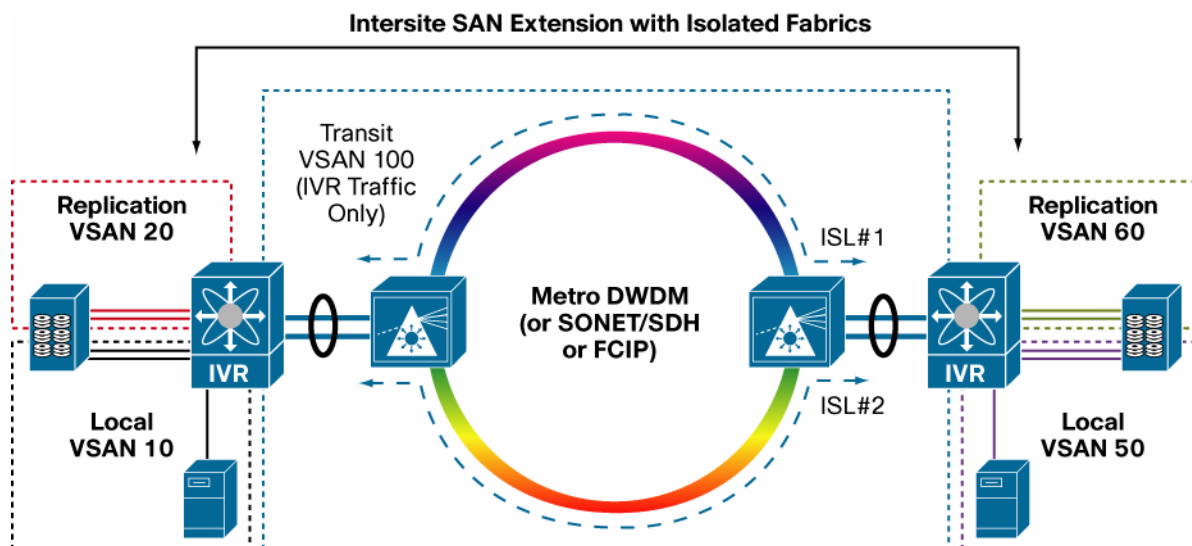 Intersite SAN Extension with Isolated Fabrics
Transit
VSAN 100
(IVR Traffic
Only)
Replication
VSAN 20
ISL#1
Replication
VSAN 60
Metro DWDM
(or SONET/SDH
or FCIP)
IVR
IVR
ISL#2
Local
VSAN 10
Local
VSAN 50